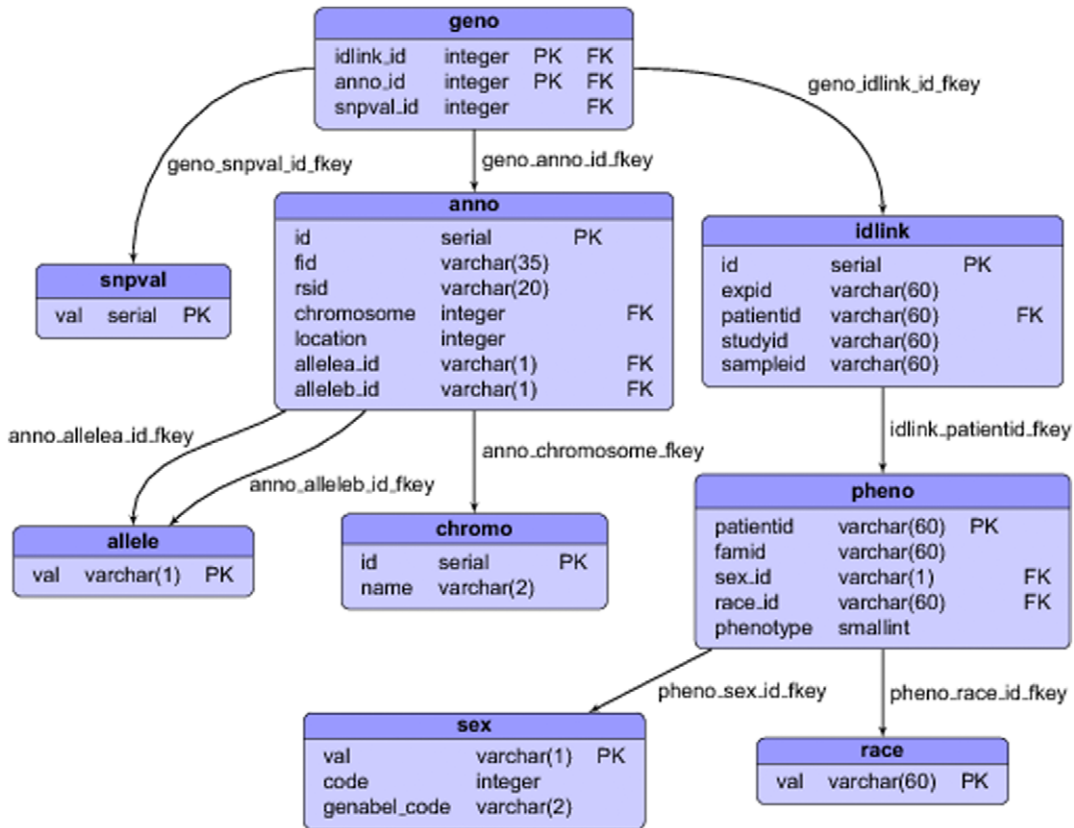 geno
idlink_id integer PK FK
anno_id integer PK FK
snpval_id integer FK
geno_idlink_id_fkey
geno_snpval_id_fkey
geno_anno_id_fkey
anno
id serial PK
fid varchar(35)
rsid varchar(20)
chromosome integer FK
location integer
allelea_id varchar(1) FK
alleleb_id varchar(1) FK
idlink
id serial PK
expid varchar(60)
patientid varchar(60) FK
studyid varchar(60)
sampleid varchar(60)
snpval
val serial PK
anno_allelea_id_fkey
anno_alleleb_id_fkey
anno_chromosome_fkey
idlink_patientid_fkey
allele
val varchar(1) PK
chromo
id serial PK
name varchar(2)
pheno
patientid varchar(60) PK
famid varchar(60)
sex_id varchar(1) FK
race_id varchar(60) FK
phenotype smallint
pheno_sex_id_fkey
pheno_race_id_fkey
sex
val varchar(1) PK
code integer
genabel_code varchar(2)
race
val varchar(60) PK